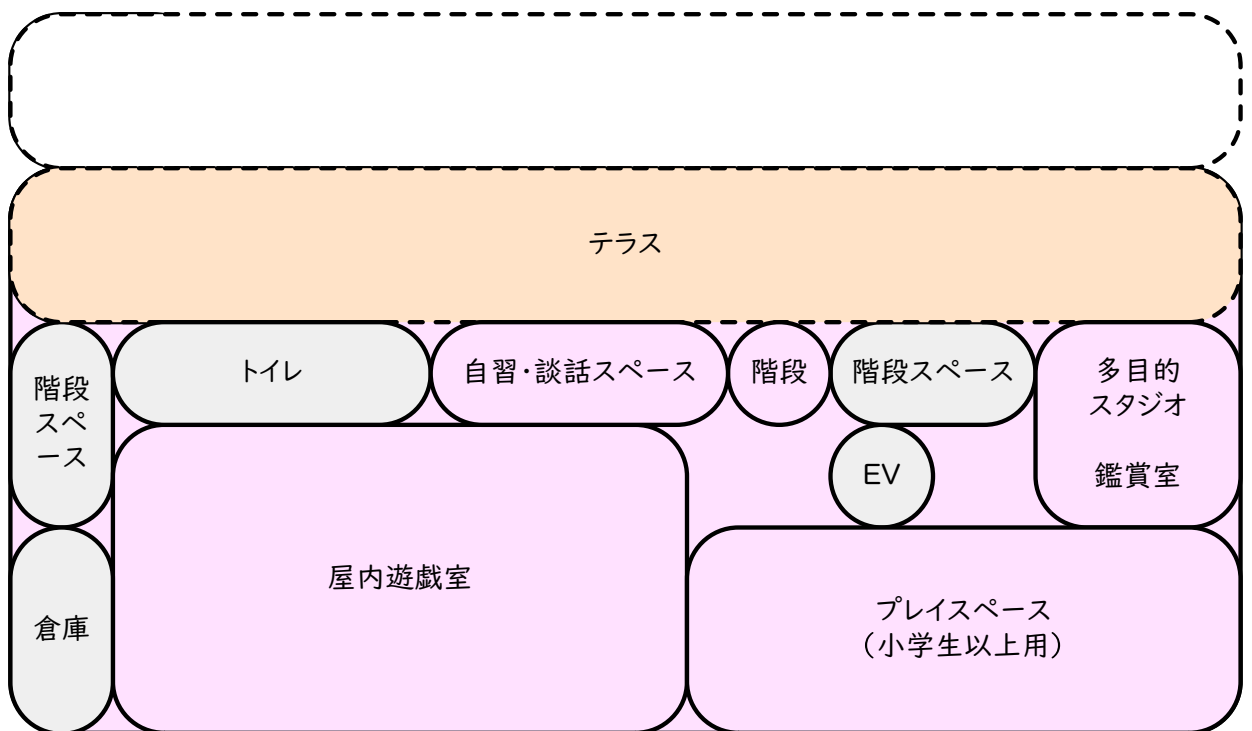 テラス
階段
スペ
ース
トイレ
自習・談話スペース
階段
階段スペース
多目的
スタジオ
鑑賞室
EV
屋内遊戯室
倉庫
プレイスペース
（小学生以上用）